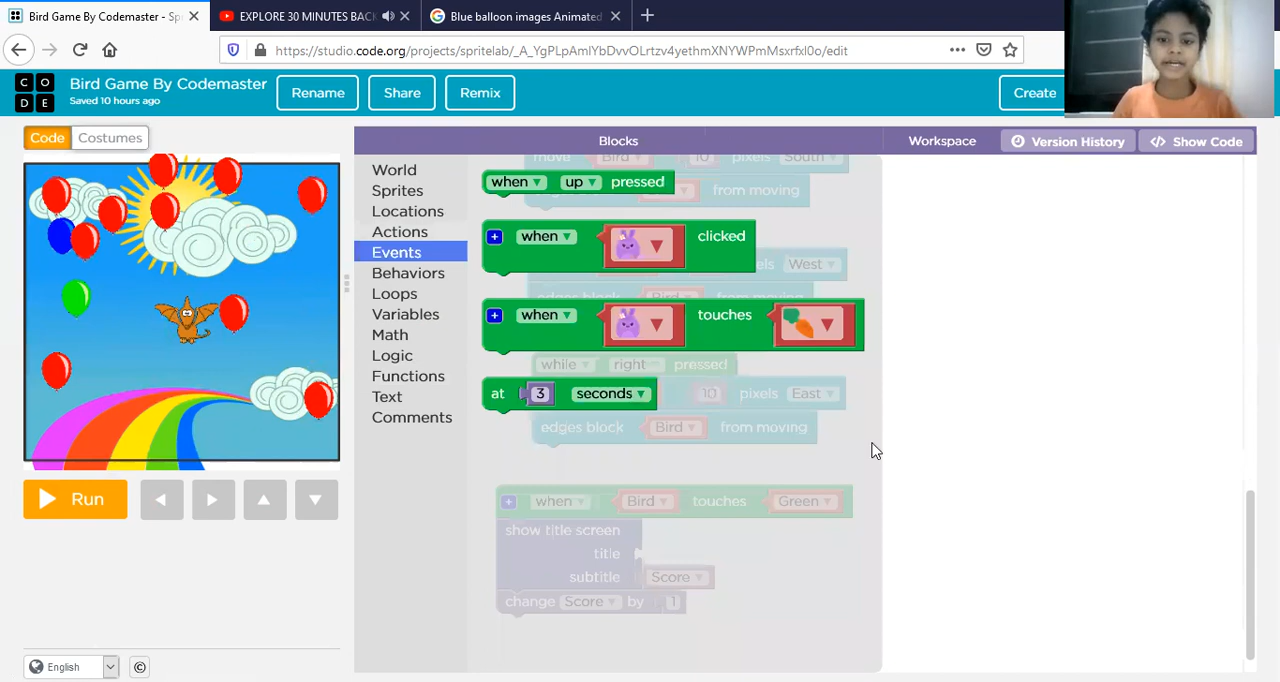 Bird Game By Codemaster - Sp
EXPLORE 30 MINUTES BACK
Blue balloon images Animated
https://studio.code.org/projects/spritelab/_A_YgPLpAmIYbDvvOLrtzv4yethmXNYWPmMsxrfxl0o/edit
C O
D E
Bird Game By Codemaster
Saved 10 hours ago
Rename
Share
Remix
Create
Code
Costumes
Blocks
Workspace
Version History
</> Show Code
World
Sprites
Locations
Actions
Events
Behaviors
Loops
Variables
Math
Logic
Functions
Text
Comments
move Bird 10 pixels South
from moving
when up pressed
when clicked
pixels West
edges block Bird from moving
when touches
while right pressed
at 3 seconds
10 pixels East
edges block Bird from moving
when Bird touches Green
show title screen
title
subtitle Score
change Score by 1
Run
English
©